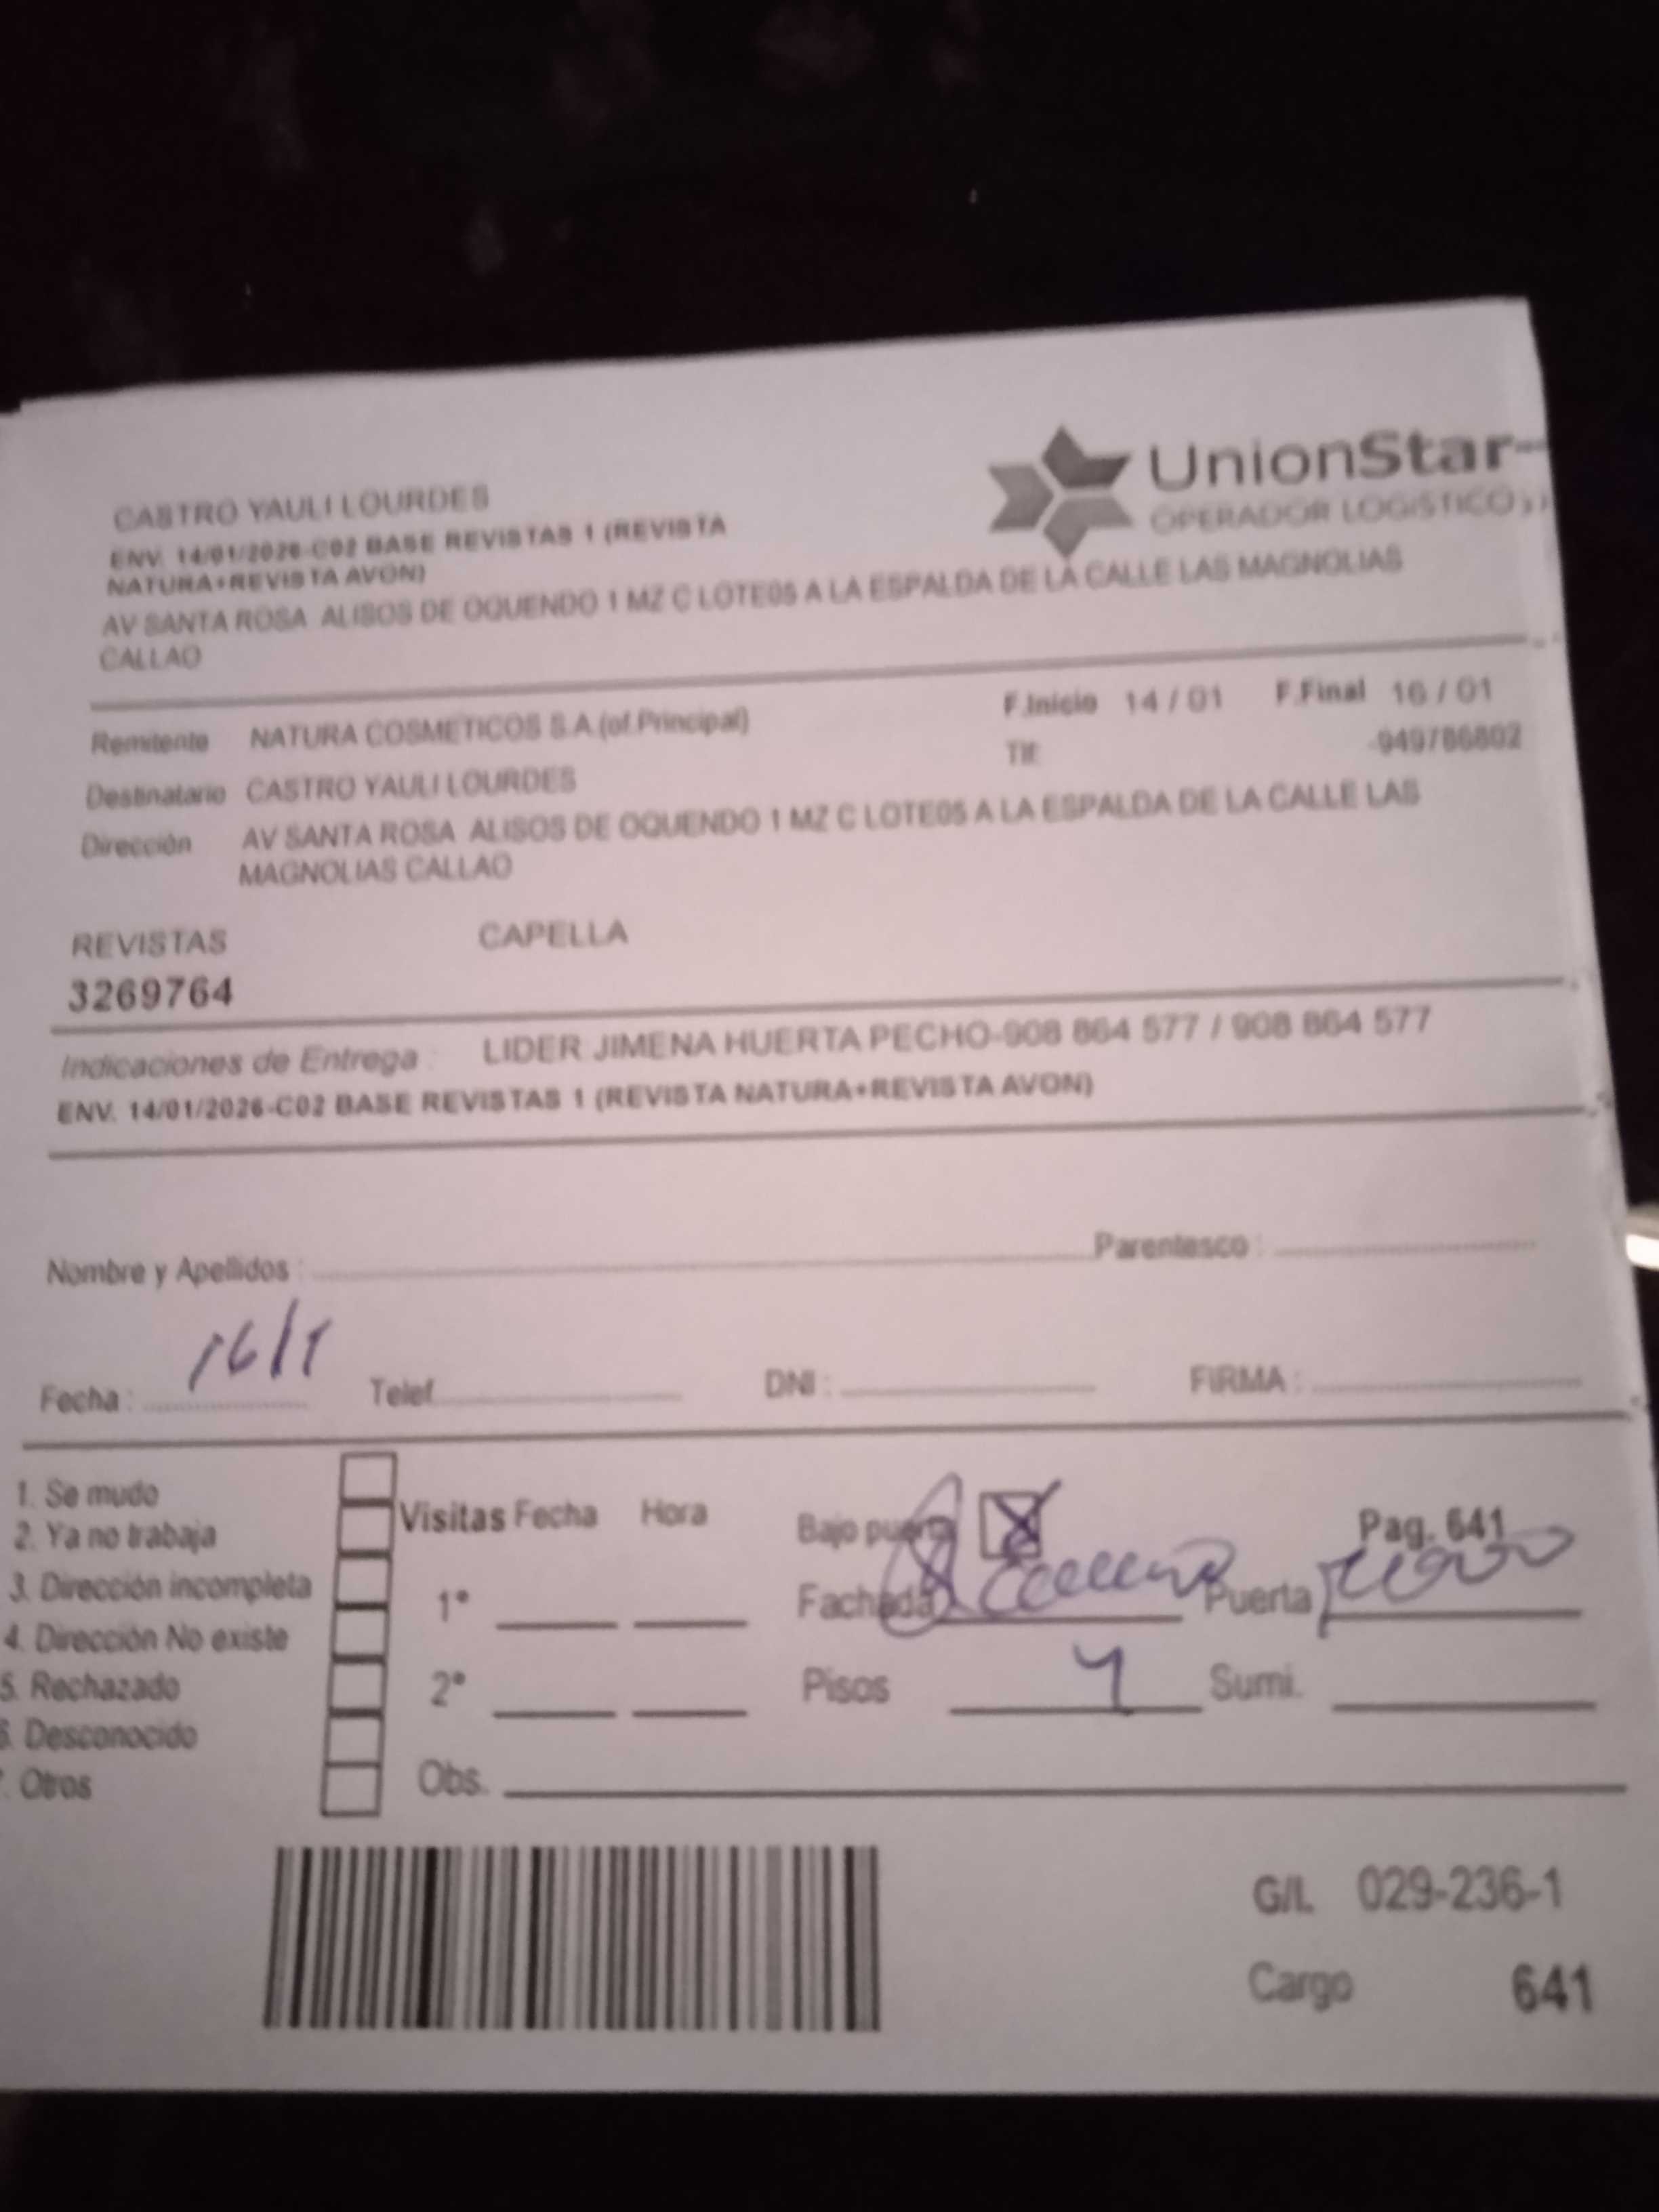 UnionStar
OPERADOR LOGISTICO
CASTRO YAULI LOURDES
ENV. 14/01/2026-C02 BASE REVISTAS 1 (REVISTA
NATURA+REVISTA AVON)
AV SANTA ROSA ALISOS DE OQUENDO 1 MZ C LOTE05 A LA ESPALDA DE LA CALLE LAS MAGNOLIAS
CALLAO
Remitente NATURA COSMETICOS S.A.(of.Principal) F.Inicio 14 / 01 F.Final 16 / 01
Tlf: -949786802
Destinatario CASTRO YAULI LOURDES
Dirección AV SANTA ROSA ALISOS DE OQUENDO 1 MZ C LOTE05 A LA ESPALDA DE LA CALLE LAS
MAGNOLIAS CALLAO
REVISTAS CAPELLA
3269764
Indicaciones de Entrega : LIDER JIMENA HUERTA PECHO-908 864 577 / 908 864 577
ENV. 14/01/2026-C02 BASE REVISTAS 1 (REVISTA NATURA+REVISTA AVON)
Nombre y Apellidos : Parentesco :
Fecha : 16/1 Telef. DNI : FIRMA :
1. Se mudo
2. Ya no trabaja
3. Dirección incompleta
4. Dirección No existe
5. Rechazado
6. Desconocido
. Otros
Visitas Fecha Hora
1°
2°
Obs.
Bajo puerta Pag. 641
Fachada Puerta
Pisos 4 Sumi.
G/L 029-236-1
Cargo 641